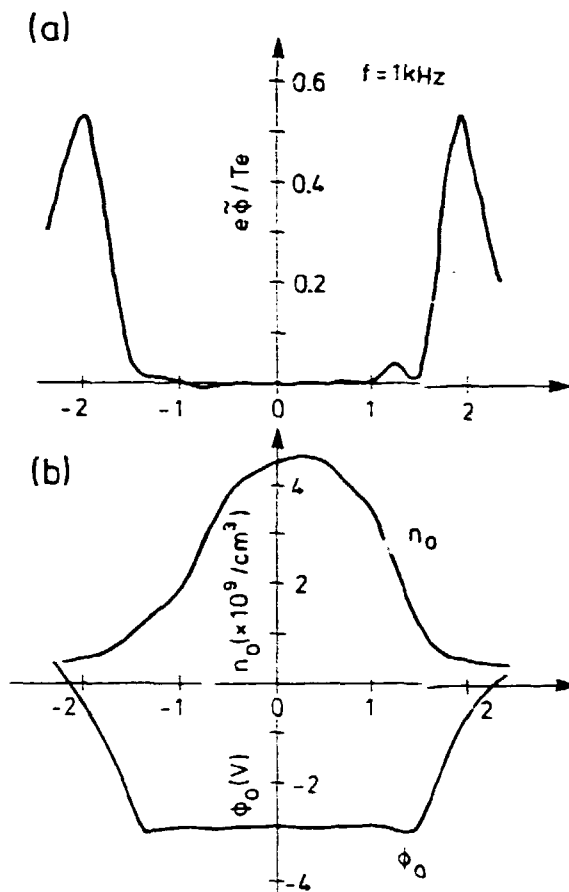 (a)
f = 1kHz
eϕ̃/Te
0.6
0.4
0.2
-2 -1 0 1 2
(b)
n₀(×10⁹/cm³)
4
n₀
2
-2 -1 0 1 2
ϕ₀(V)
-2
ϕ₀
-4